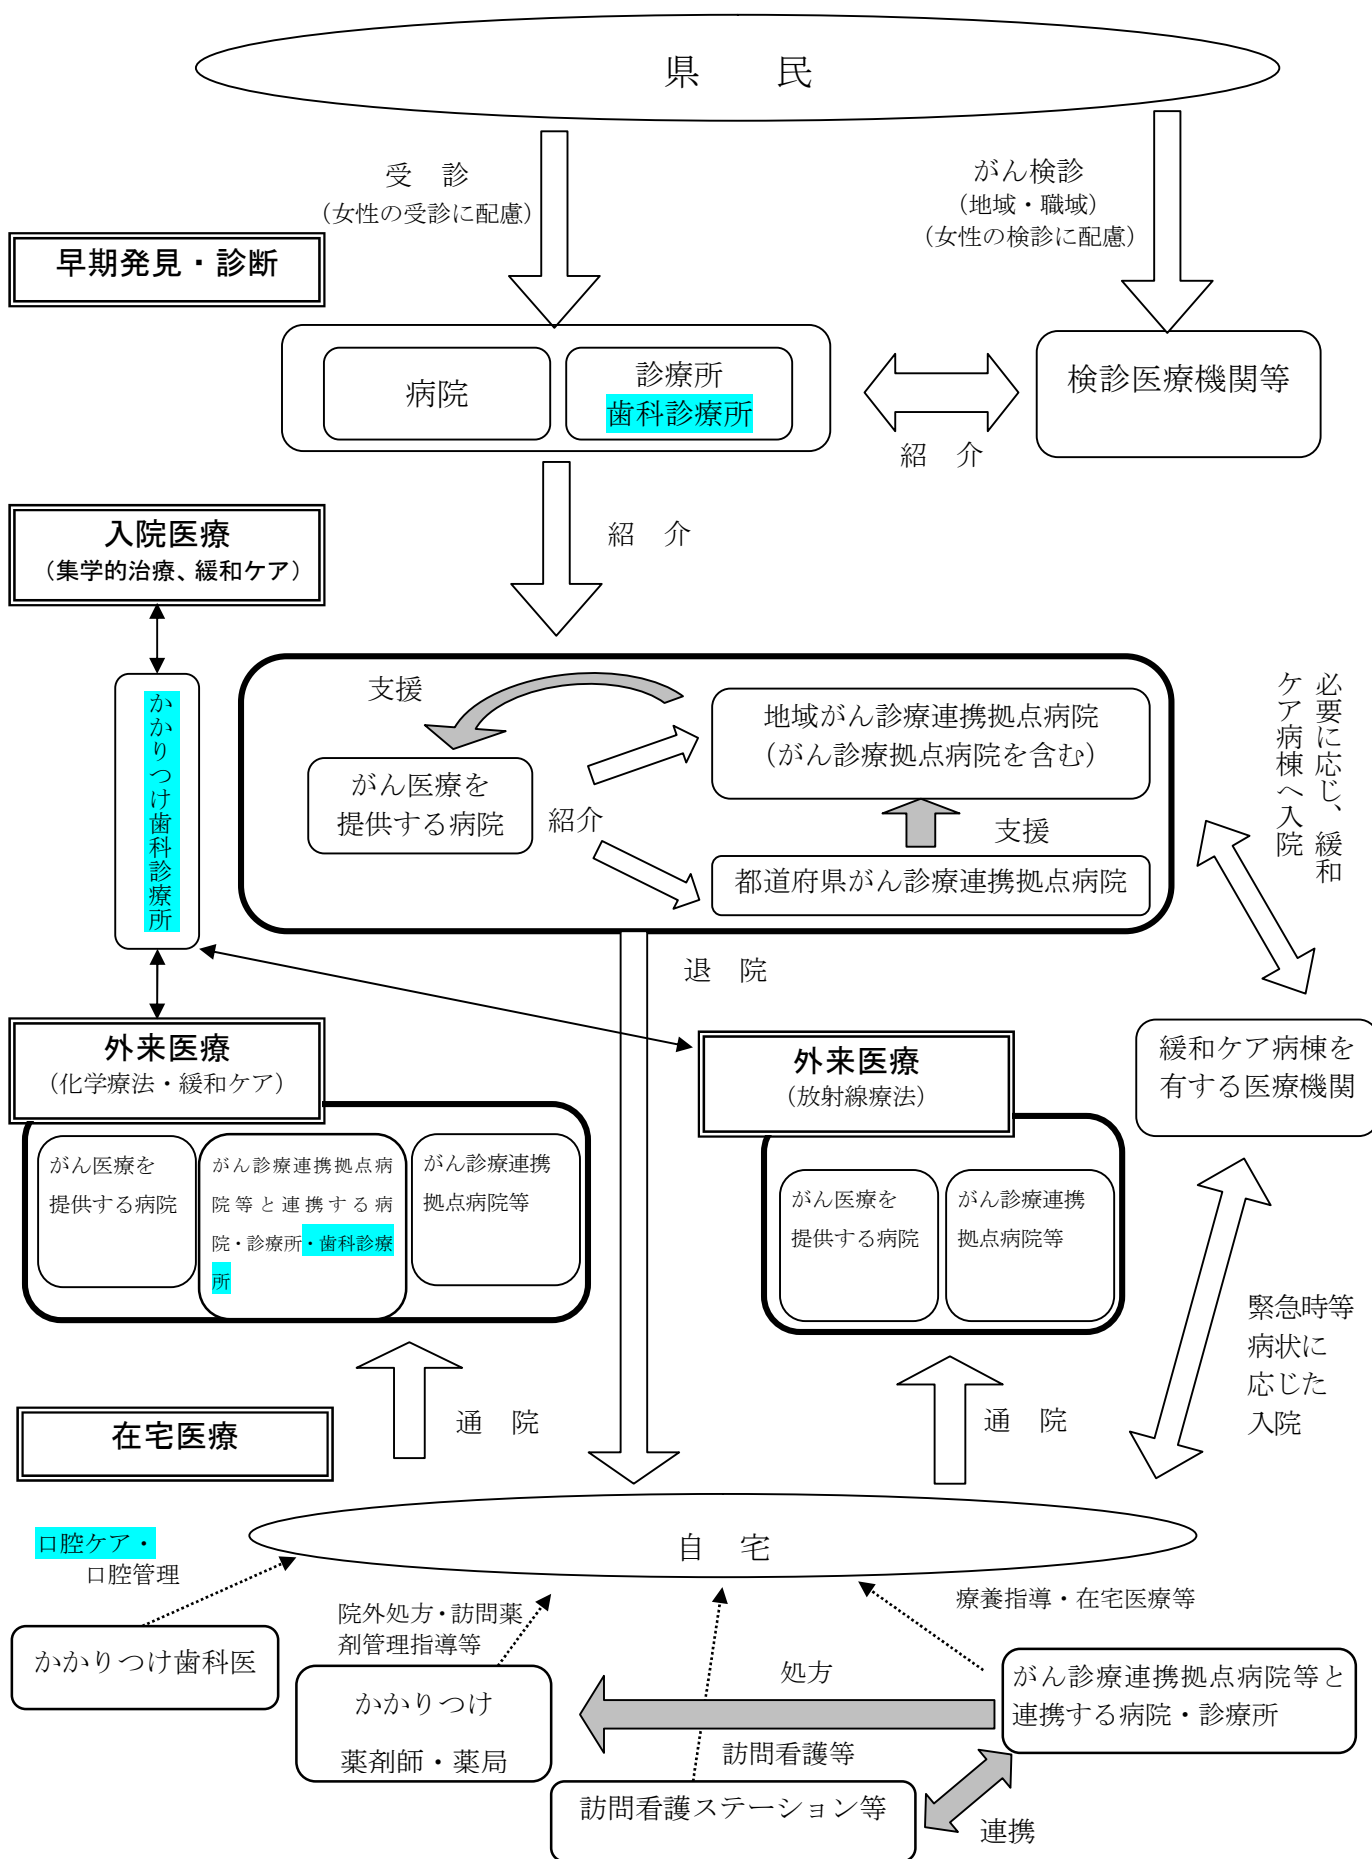 県　民
受　診
（女性の受診に配慮）
がん検診
（地域・職域）
（女性の検診に配慮）
早期発見・診断
病院
診療所
歯科診療所
検診医療機関等
紹　介
入院医療
（集学的治療、緩和ケア）
紹　介
かかりつけ歯科診療所
支援
地域がん診療連携拠点病院
（がん診療拠点病院を含む）
がん医療を
提供する病院
紹介
支援
都道府県がん診療連携拠点病院
必要に応じ、緩和
ケア病棟へ入院
退　院
外来医療
（化学療法・緩和ケア）
がん医療を
提供する病院
がん診療連携拠点病
院等と連携する病
院・診療所・歯科診療
所
がん診療連携
拠点病院等
外来医療
（放射線療法）
がん医療を
提供する病院
がん診療連携
拠点病院等
緩和ケア病棟を
有する医療機関
緊急時等
病状に
応じた
入院
在宅医療
通　院
通　院
自　宅
口腔ケア・
口腔管理
かかりつけ歯科医
院外処方・訪問薬
剤管理指導等
かかりつけ
薬剤師・薬局
療養指導・在宅医療等
処方
がん診療連携拠点病院等と
連携する病院・診療所
訪問看護等
訪問看護ステーション等
連携